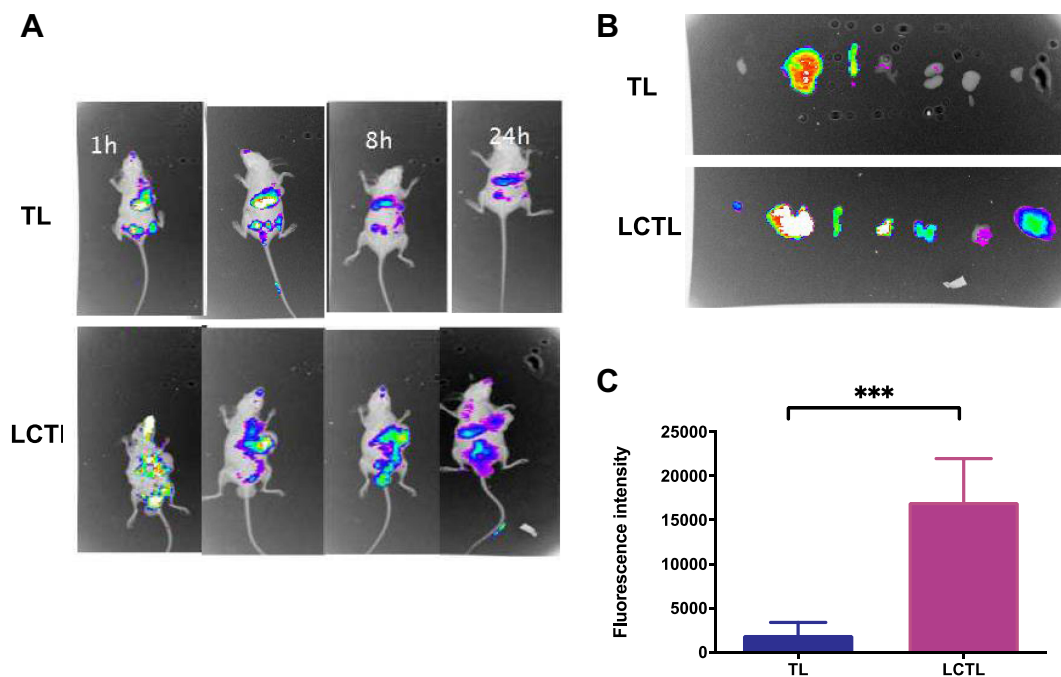 A
1h
8h
24h
TL
LCTL
B
TL
LCTL
C
***
25000
20000
15000
10000
5000
0
Fluorescence intensity
TL
LCTL